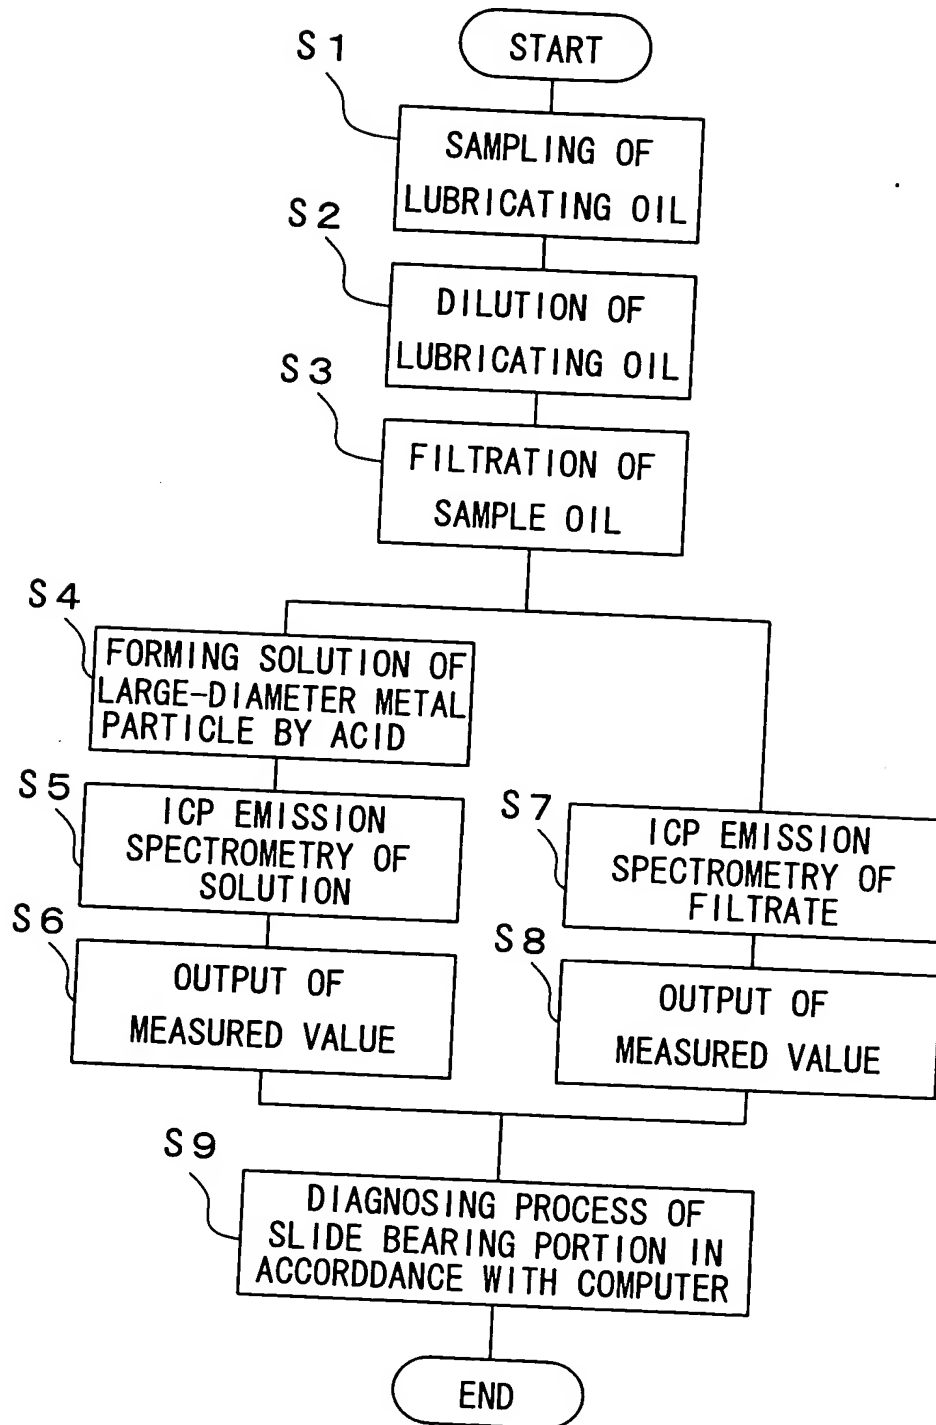 START
S1
SAMPLING OF
LUBRICATING OIL
S2
DILUTION OF
LUBRICATING OIL
S3
FILTRATION OF
SAMPLE OIL
S4
FORMING SOLUTION OF
LARGE-DIAMETER METAL
PARTICLE BY ACID
S5
ICP EMISSION
SPECTROMETRY OF
SOLUTION
S6
OUTPUT OF
MEASURED VALUE
S7
ICP EMISSION
SPECTROMETRY OF
FILTRATE
S8
OUTPUT OF
MEASURED VALUE
S9
DIAGNOSING PROCESS OF
SLIDE BEARING PORTION IN
ACCORDDANCE WITH COMPUTER
END